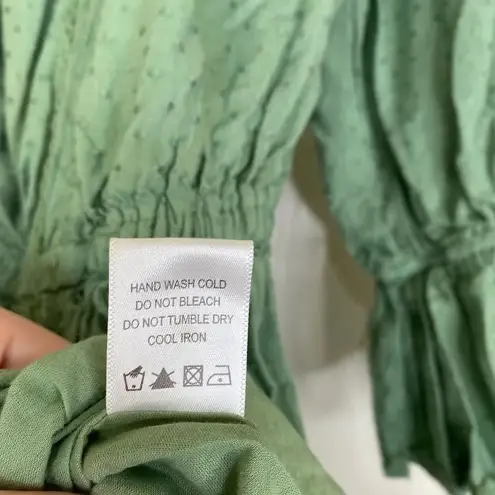 HAND WASH COLD
DO NOT BLEACH
DO NOT TUMBLE DRY
COOL IRON